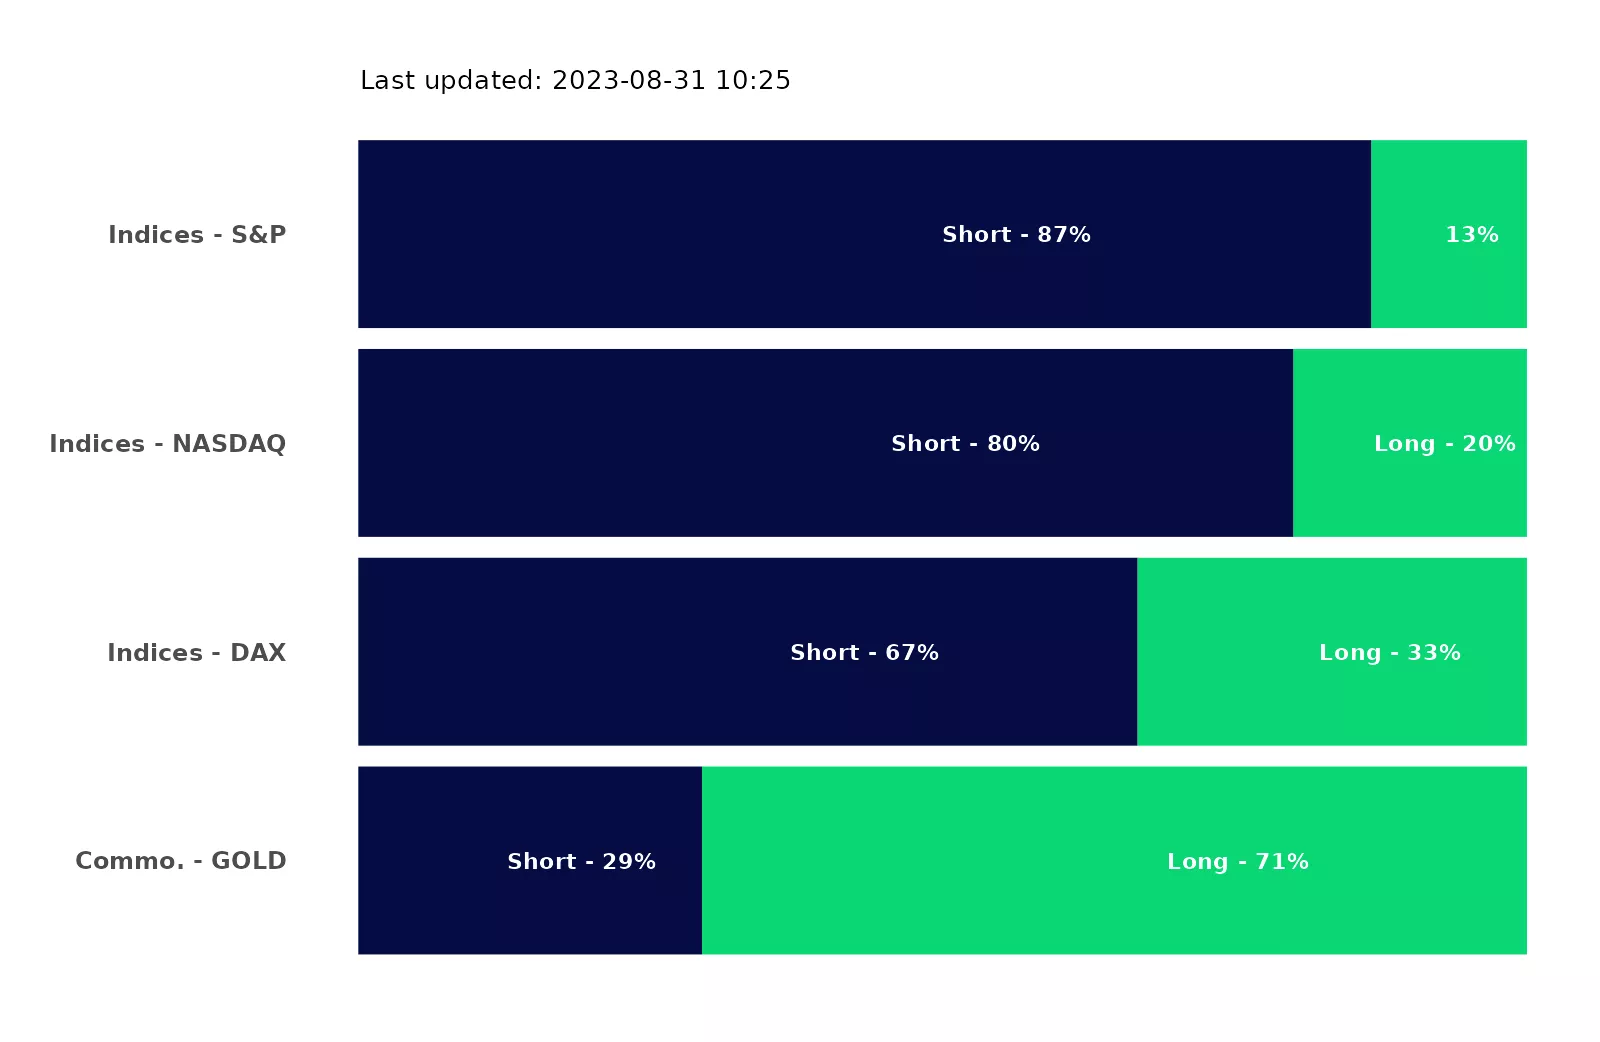 Last updated: 2023-08-31 10:25
Indices - S&P
Short - 87%
13%
Indices - NASDAQ
Short - 80%
Long - 20%
Indices - DAX
Short - 67%
Long - 33%
Commo. - GOLD
Short - 29%
Long - 71%